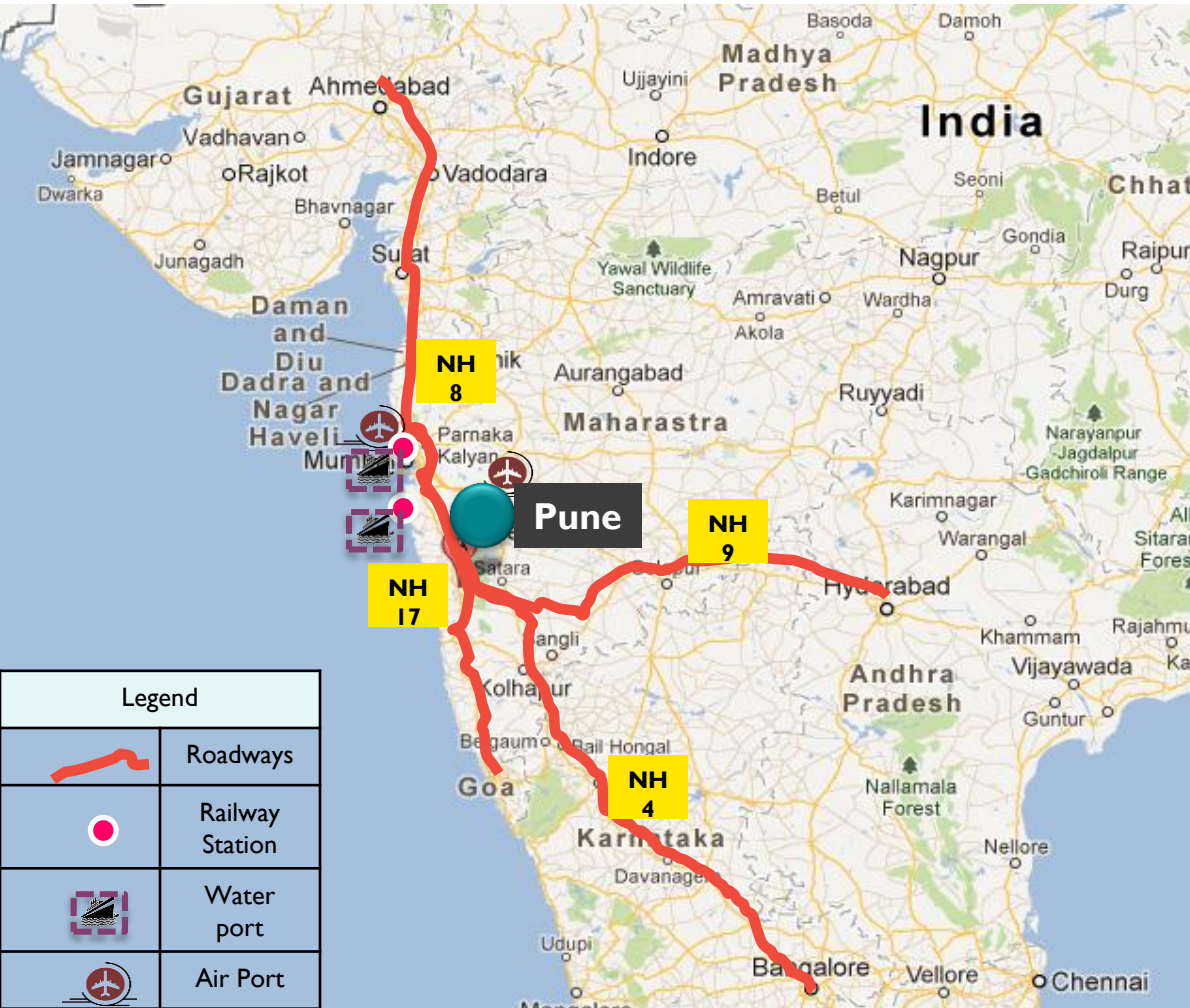 Basoda
Damoh
Madhya
Pradesh
Ujjayini
Gujarat
Ahmedabad
India
Vadhavan
Indore
Jamnagar
Rajkot
Vadodara
Seoni
Chhat
Dwarka
Betul
Bhavnagar
Gondia
Junagadh
Surat
Nagpur
Raipur
Yawal Wildlife
Sanctuary
Durg
Amravati
Wardha
Daman
and
Diu
Akola
NH
8
Dadra and
Nagar
Haveli
Aurangabad
Ruyyadi
Maharastra
Parnaka
Kalyan
Narayanpur
-Jagdalpur
-Gadchiroli Range
Pune
Karimnagar
NH
9
Warangal
Satara
Hyderabad
NH
17
Khammam
Sangli
Vijayawada
Andhra
Pradesh
Kolhapur
Guntur
Belgaum
Bail Hongal
Goa
NH
4
Nallamala
Forest
Karnataka
Nellore
Davanagere
Udupi
Bangalore
Vellore
Chennai
Legend
Roadways
Railway
Station
Water
port
Air Port